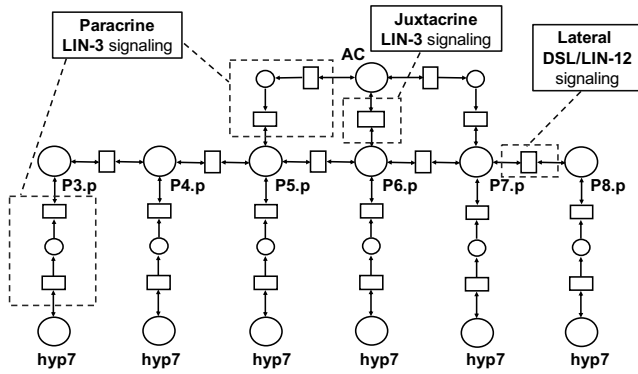 Paracrine
LIN-3 signaling
Juxtacrine
LIN-3 signaling
Lateral
DSL/LIN-12
signaling
AC
P3.p
P4.p
P5.p
P6.p
P7.p
P8.p
hyp7
hyp7
hyp7
hyp7
hyp7
hyp7